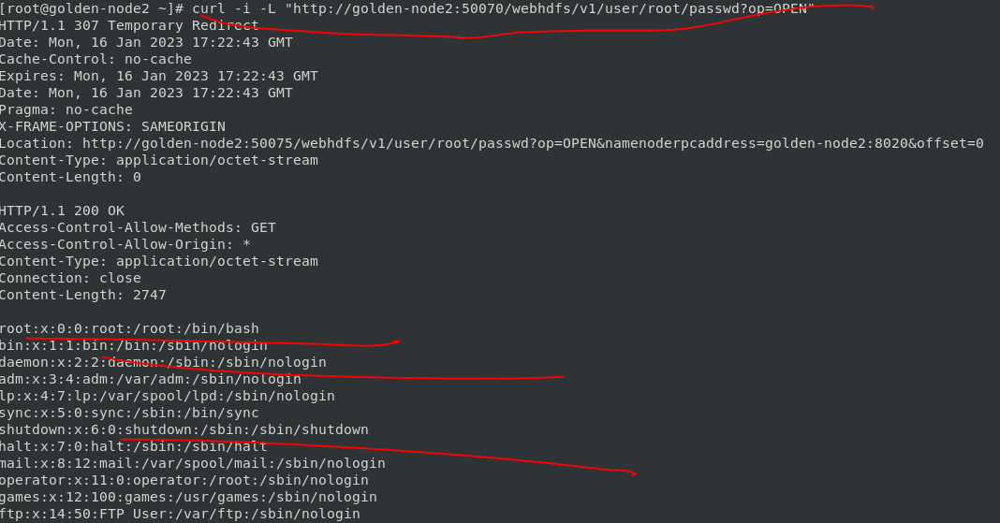 [root@golden-node2 ~]# curl -i -L "http://golden-node2:50070/webhdfs/v1/user/root/passwd?op=OPEN"
HTTP/1.1 307 Temporary Redirect
Date: Mon, 16 Jan 2023 17:22:43 GMT
Cache-Control: no-cache
Expires: Mon, 16 Jan 2023 17:22:43 GMT
Date: Mon, 16 Jan 2023 17:22:43 GMT
Pragma: no-cache
X-FRAME-OPTIONS: SAMEORIGIN
Location: http://golden-node2:50075/webhdfs/v1/user/root/passwd?op=OPEN&namenoderpcaddress=golden-node2:8020&offset=0
Content-Type: application/octet-stream
Content-Length: 0

HTTP/1.1 200 OK
Access-Control-Allow-Methods: GET
Access-Control-Allow-Origin: *
Content-Type: application/octet-stream
Connection: close
Content-Length: 2747

root:x:0:0:root:/root:/bin/bash
bin:x:1:1:bin:/bin:/sbin/nologin
daemon:x:2:2:daemon:/sbin:/sbin/nologin
adm:x:3:4:adm:/var/adm:/sbin/nologin
lp:x:4:7:lp:/var/spool/lpd:/sbin/nologin
sync:x:5:0:sync:/sbin:/bin/sync
shutdown:x:6:0:shutdown:/sbin:/sbin/shutdown
halt:x:7:0:halt:/sbin:/sbin/halt
mail:x:8:12:mail:/var/spool/mail:/sbin/nologin
operator:x:11:0:operator:/root:/sbin/nologin
games:x:12:100:games:/usr/games:/sbin/nologin
ftp:x:14:50:FTP User:/var/ftp:/sbin/nologin